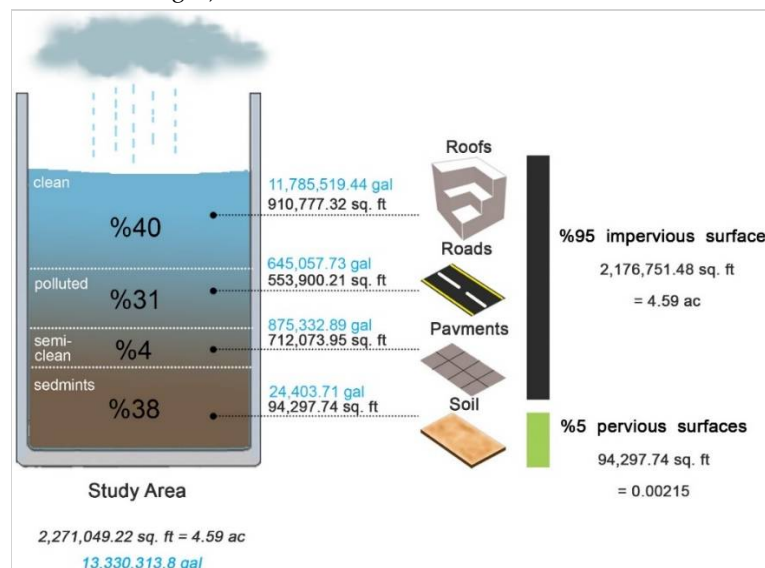 clean
%40
polluted
%31
semi-
clean
%4
sedmints
%38
Study Area
2,271,049.22 sq. ft = 4.59 ac
13,330,313.8 gal
11,785,519.44 gal
910,777.32 sq. ft
645,057.73 gal
553,900.21 sq. ft
875,332.89 gal
712,073.95 sq. ft
24,403.71 gal
94,297.74 sq. ft
Roofs
Roads
Pavments
Soil
%95 impervious surface
2,176,751.48 sq. ft
= 4.59 ac
%5 pervious surfaces
94,297.74 sq. ft
= 0.00215